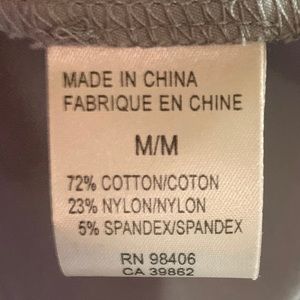 MADE IN CHINA
FABRIQUE EN CHINE
M/M
72% COTTON/COTON
23% NYLON/NYLON
5% SPANDEX/SPANDEX
RN 98406
CA 39862